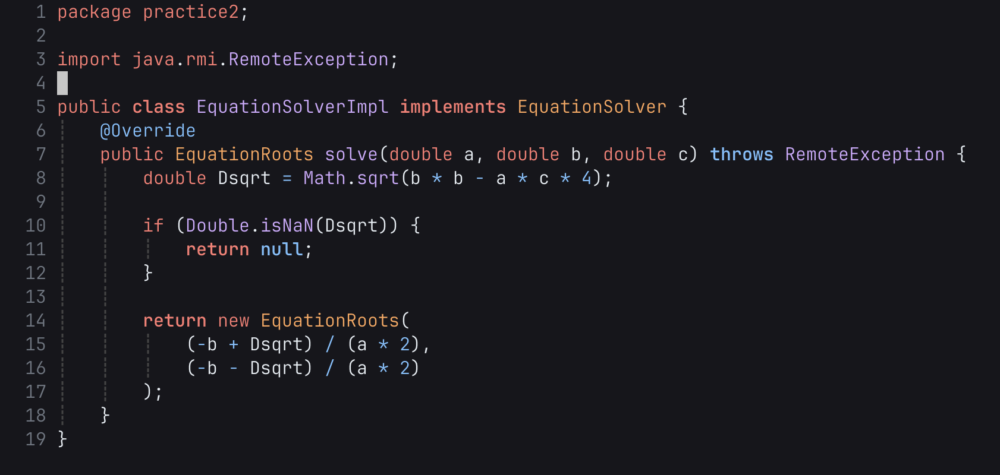 1 package practice2;
2
3 import java.rmi.RemoteException;
4
5 public class EquationSolverImpl implements EquationSolver {
6     @Override
7     public EquationRoots solve(double a, double b, double c) throws RemoteException {
8         double Dsqrt = Math.sqrt(b * b - a * c * 4);
9
10         if (Double.isNaN(Dsqrt)) {
11             return null;
12         }
13
14         return new EquationRoots(
15             (-b + Dsqrt) / (a * 2),
16             (-b - Dsqrt) / (a * 2)
17         );
18     }
19 }